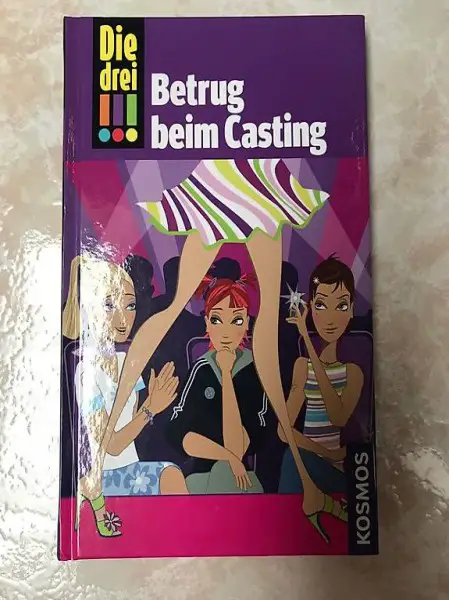 Die
drei
!!!
Betrug
beim Casting
KOSMOS